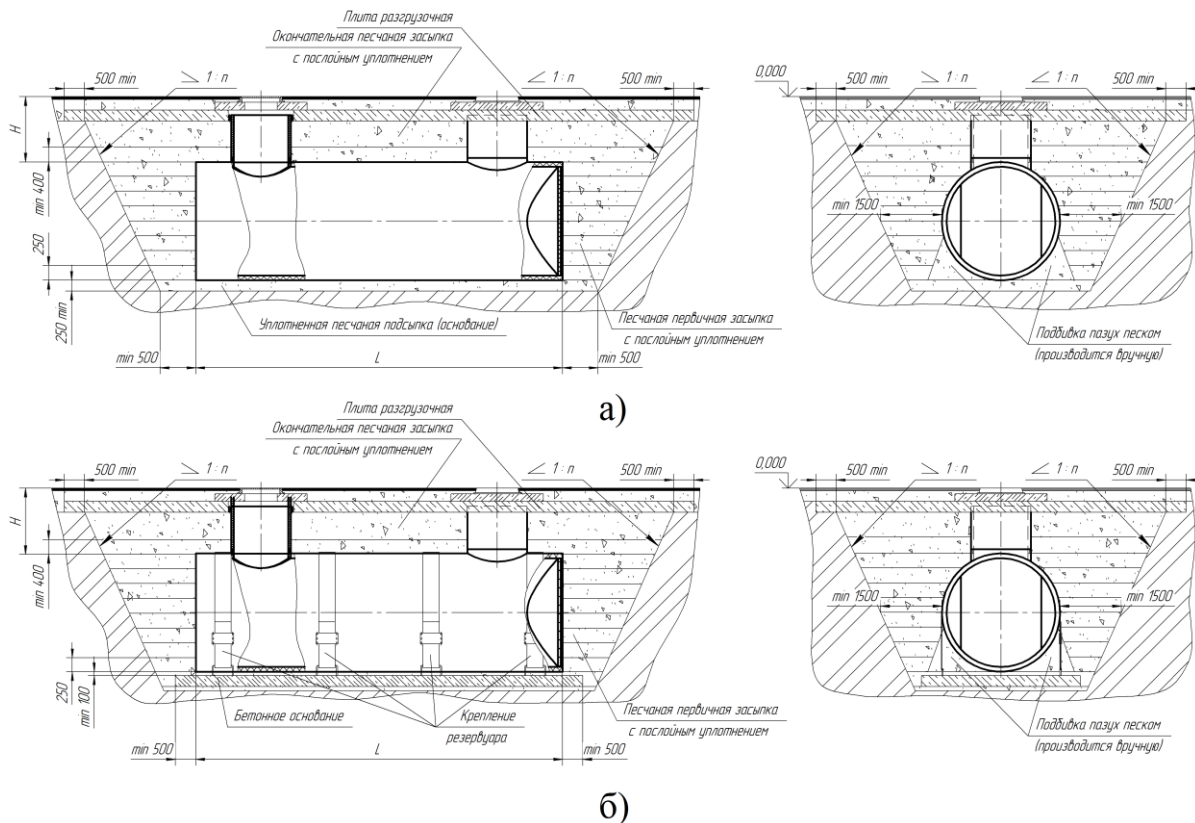 Плита разгрузочная
Окончательная песчаная засыпка
с послойным уплотнением
500 min
1 : n
1 : n
500 min
H
min 400
250
250 min
Уплотненная песчаная подсыпка (основание)
Песчаная первичная засыпка
с послойным уплотнением
min 500
L
min 500
0,000
500 min
1 : n
1 : n
500 min
min 1500
min 1500
Подбивка пазух песком
(производится вручную)
а)
Плита разгрузочная
Окончательная песчаная засыпка
с послойным уплотнением
500 min
1 : n
1 : n
500 min
H
min 400
250
min 100
Бетонное основание
Крепление
резервуара
Песчаная первичная засыпка
с послойным уплотнением
min 500
L
min 500
0,000
500 min
1 : n
1 : n
500 min
min 1500
min 1500
Подбивка пазух песком
(производится вручную)
б)